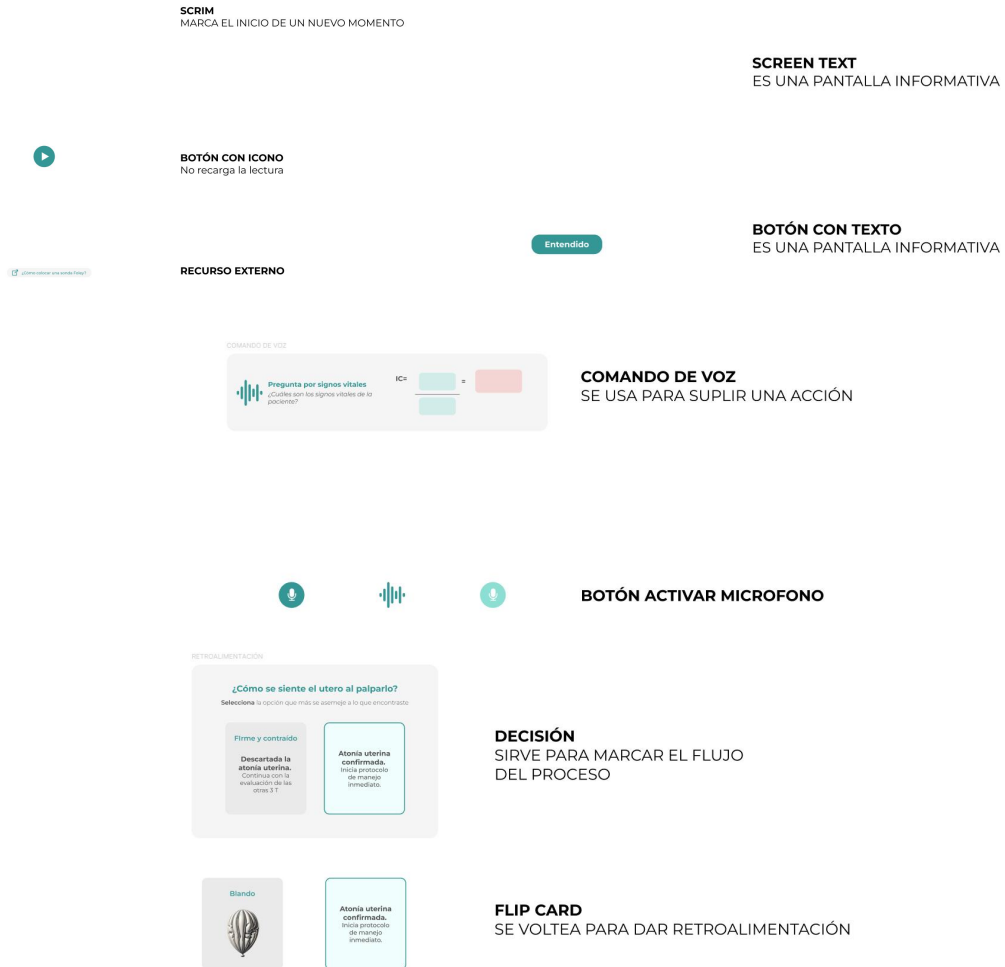 SCRIM
MARCA EL INICIO DE UN NUEVO MOMENTO
SCREEN TEXT
ES UNA PANTALLA INFORMATIVA
BOTÓN CON ICONO
No recarga la lectura
Entendido
BOTÓN CON TEXTO
ES UNA PANTALLA INFORMATIVA
¿Cómo colocar una sonda Foley?
RECURSO EXTERNO
COMANDO DE VOZ
Pregunta por signos vitales
¿Cuáles son los signos vitales de la
paciente?
IC=
=
COMANDO DE VOZ
SE USA PARA SUPLIR UNA ACCIÓN
BOTÓN ACTIVAR MICROFONO
RETROALIMENTACIÓN
¿Cómo se siente el utero al palparlo?
Selecciona la opción que más se asemeje a lo que encontraste
Firme y contraído
Descartada la
atonía uterina.
Continua con la
evaluación de las
otras 3 T
Atonía uterina
confirmada.
Inicia protocolo
de manejo
inmediato.
DECISIÓN
SIRVE PARA MARCAR EL FLUJO
DEL PROCESO
Blando
Atonía uterina
confirmada.
Inicia protocolo
de manejo
inmediato.
FLIP CARD
SE VOLTEA PARA DAR RETROALIMENTACIÓN